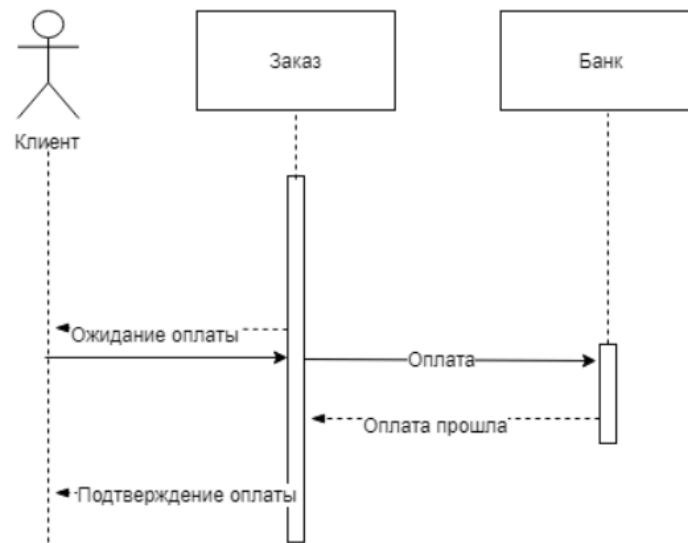 Заказ
Банк
Клиент
Ожидание оплаты
Оплата
Оплата прошла
Подтверждение оплаты